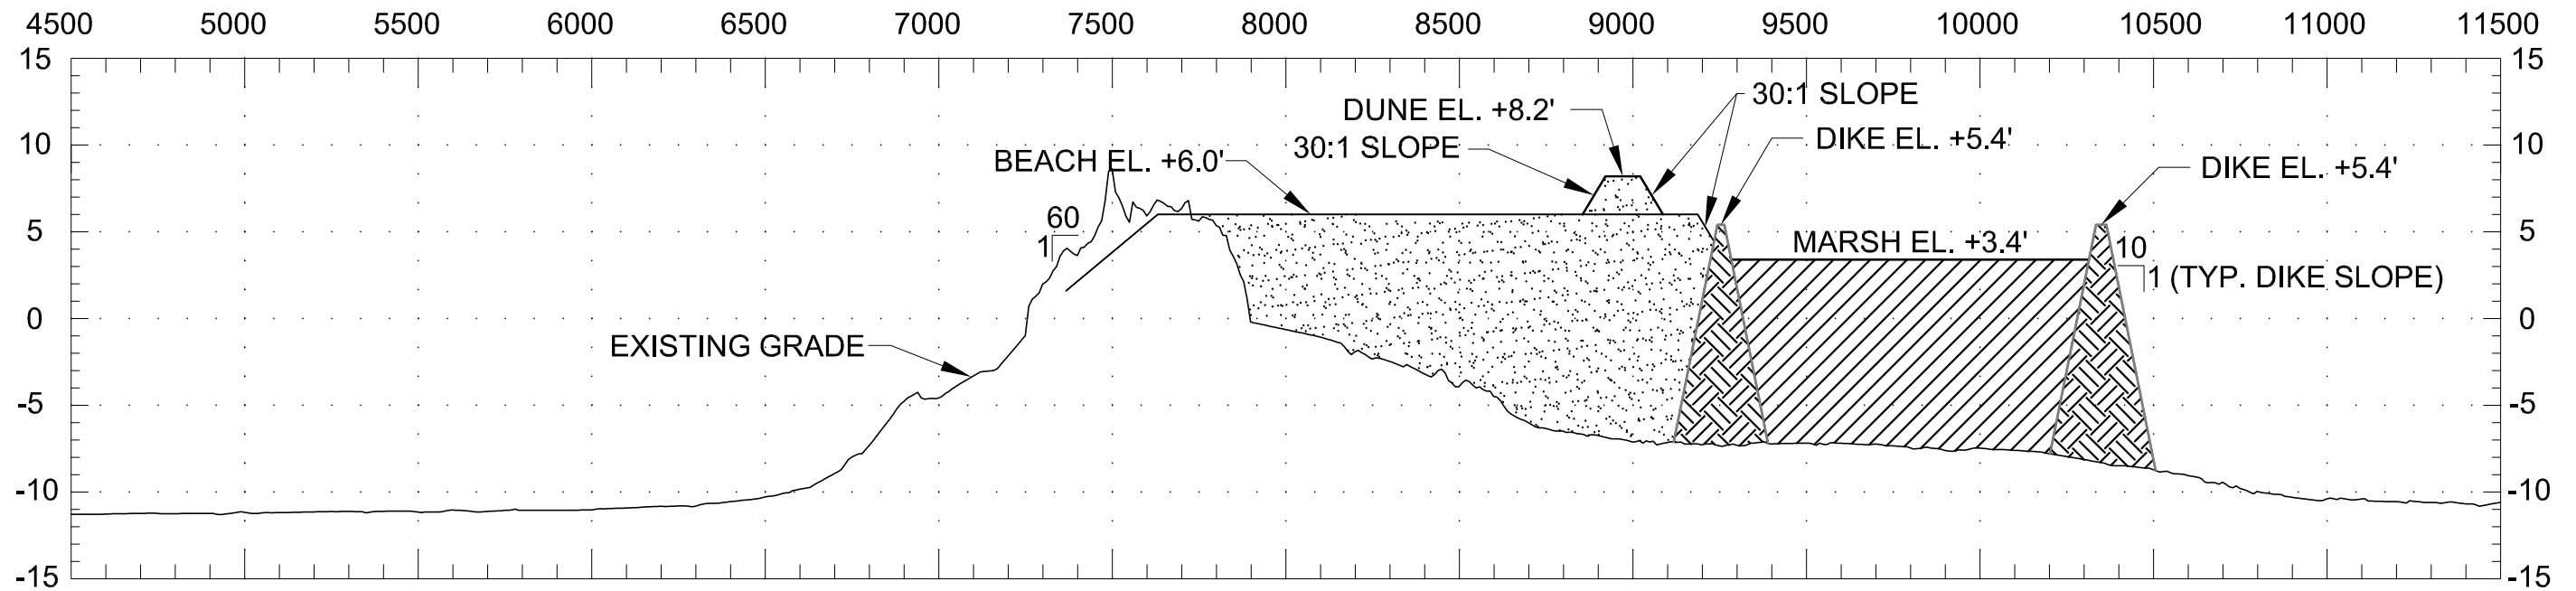 4500 5000 5500 6000 6500 7000 7500 8000 8500 9000 9500 10000 10500 11000 11500
15 15
30:1 SLOPE
DUNE EL. +8.2'
DIKE EL. +5.4'
10 10
30:1 SLOPE
BEACH EL. +6.0'
DIKE EL. +5.4'
60
1
5 5
MARSH EL. +3.4'
10
1 (TYP. DIKE SLOPE)
0 0
EXISTING GRADE
-5 -5
-10 -10
-15 -15